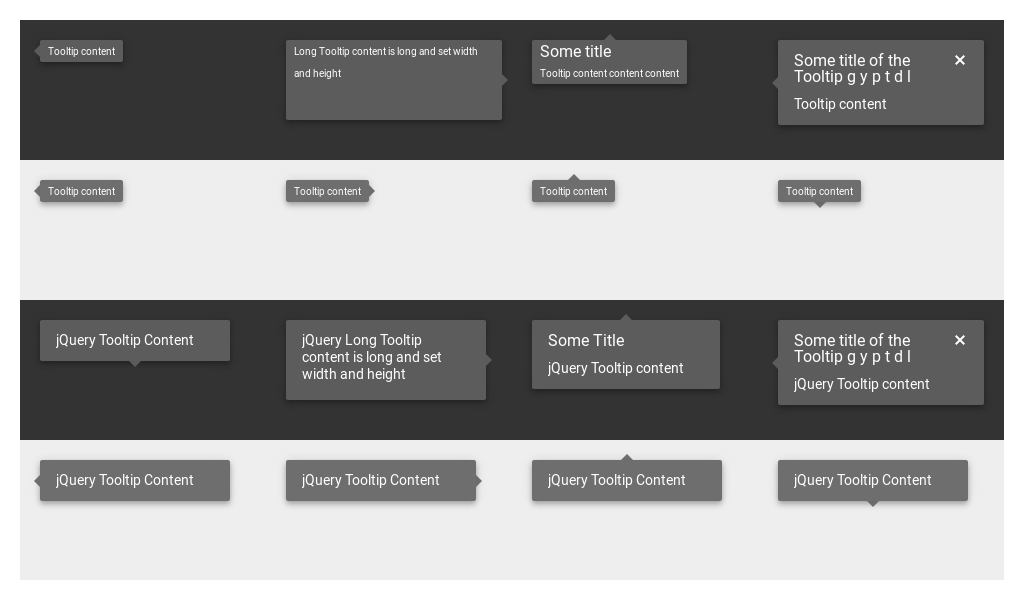 Tooltip content
Long Tooltip content is long and set width
and height
Some title
Tooltip content content content
Some title of the
Tooltip g y p t d l
Tooltip content
Tooltip content
Tooltip content
Tooltip content
Tooltip content
jQuery Tooltip Content
jQuery Long Tooltip
content is long and set
width and height
Some Title
jQuery Tooltip content
Some title of the
Tooltip g y p t d l
jQuery Tooltip content
jQuery Tooltip Content
jQuery Tooltip Content
jQuery Tooltip Content
jQuery Tooltip Content